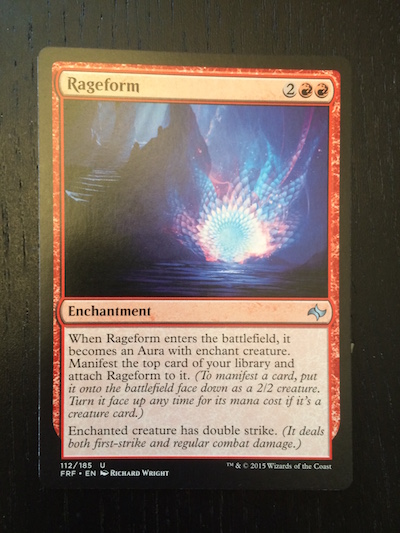 Rageform 2
Enchantment
When Rageform enters the battlefield, it
becomes an Aura with enchant creature.
Manifest the top card of your library and
attach Rageform to it. (To manifest a card, put
it onto the battlefield face down as a 2/2 creature.
Turn it face up any time for its mana cost if it's a
creature card.)
Enchanted creature has double strike. (It deals
both first-strike and regular combat damage.)
112/185 U
FRF • EN Richard Wright
™ & © 2015 Wizards of the Coast